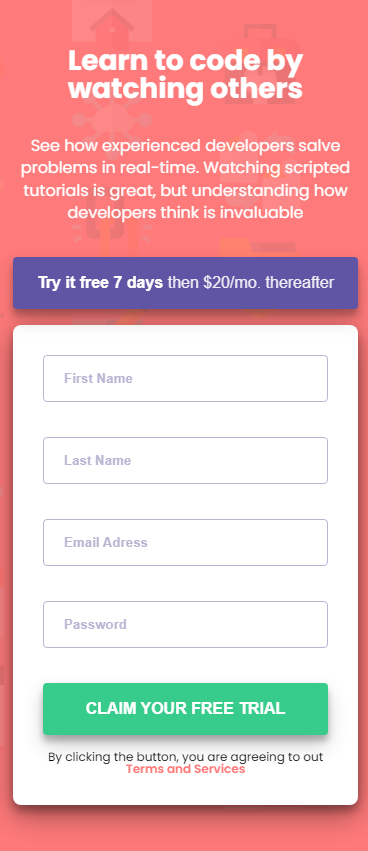 Learn to code by
watching others
See how experienced developers solve
problems in real-time. Watching scripted
tutorials is great, but understanding how
developers think is invaluable
Try it free 7 days then $20/mo. thereafter
First Name
Last Name
Email Adress
Password
CLAIM YOUR FREE TRIAL
By clicking the button, you are agreeing to out
Terms and Services